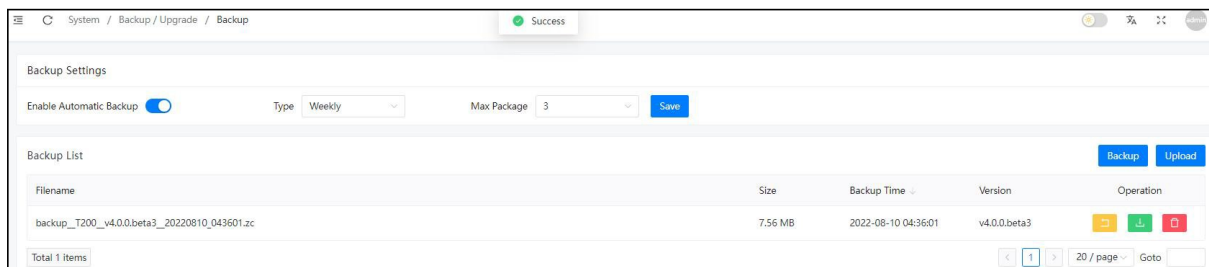 System / Backup / Upgrade / Backup
Success
admin
Backup Settings
Enable Automatic Backup Type Weekly Max Package 3 Save
Backup List
Backup Upload
Filename Size Backup Time Version Operation
backup__T200__v4.0.0.beta3__20220810_043601.zc 7.56 MB 2022-08-10 04:36:01 v4.0.0.beta3
Total 1 items < 1 > 20 / page Goto